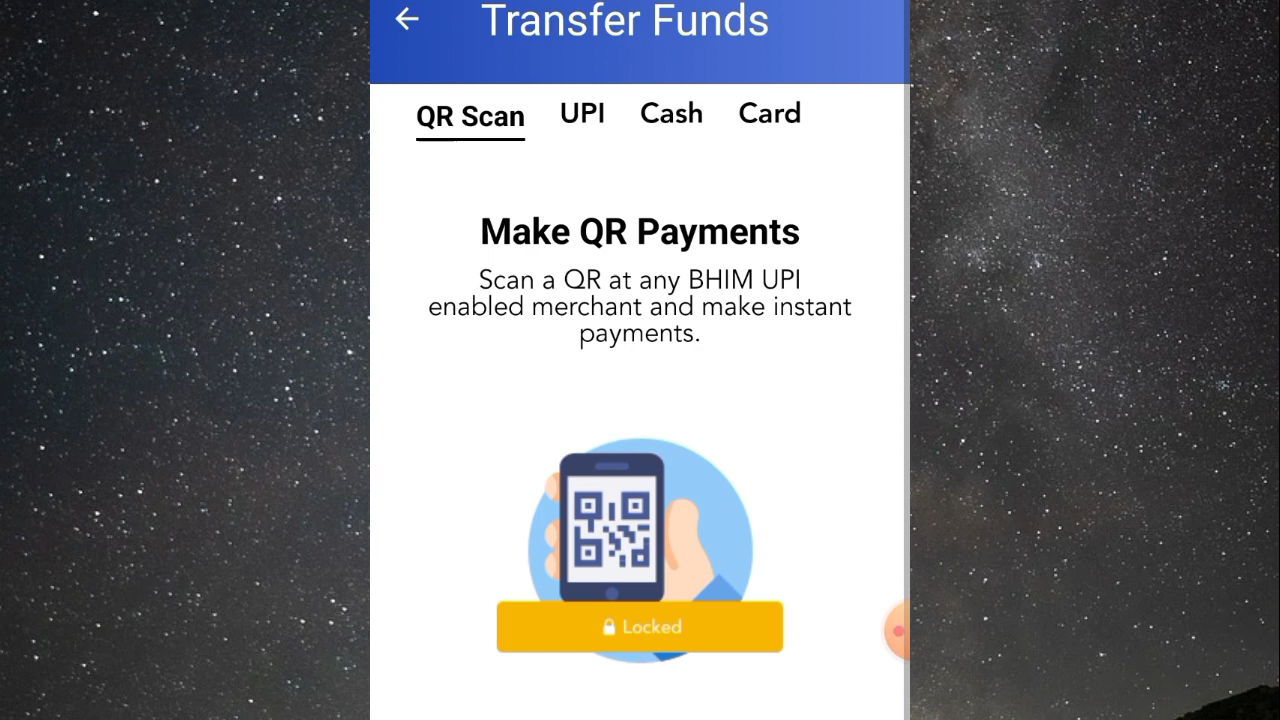 Transfer Funds
QR Scan UPI Cash Card
Make QR Payments
Scan a QR at any BHIM UPI
enabled merchant and make instant
payments.
Locked